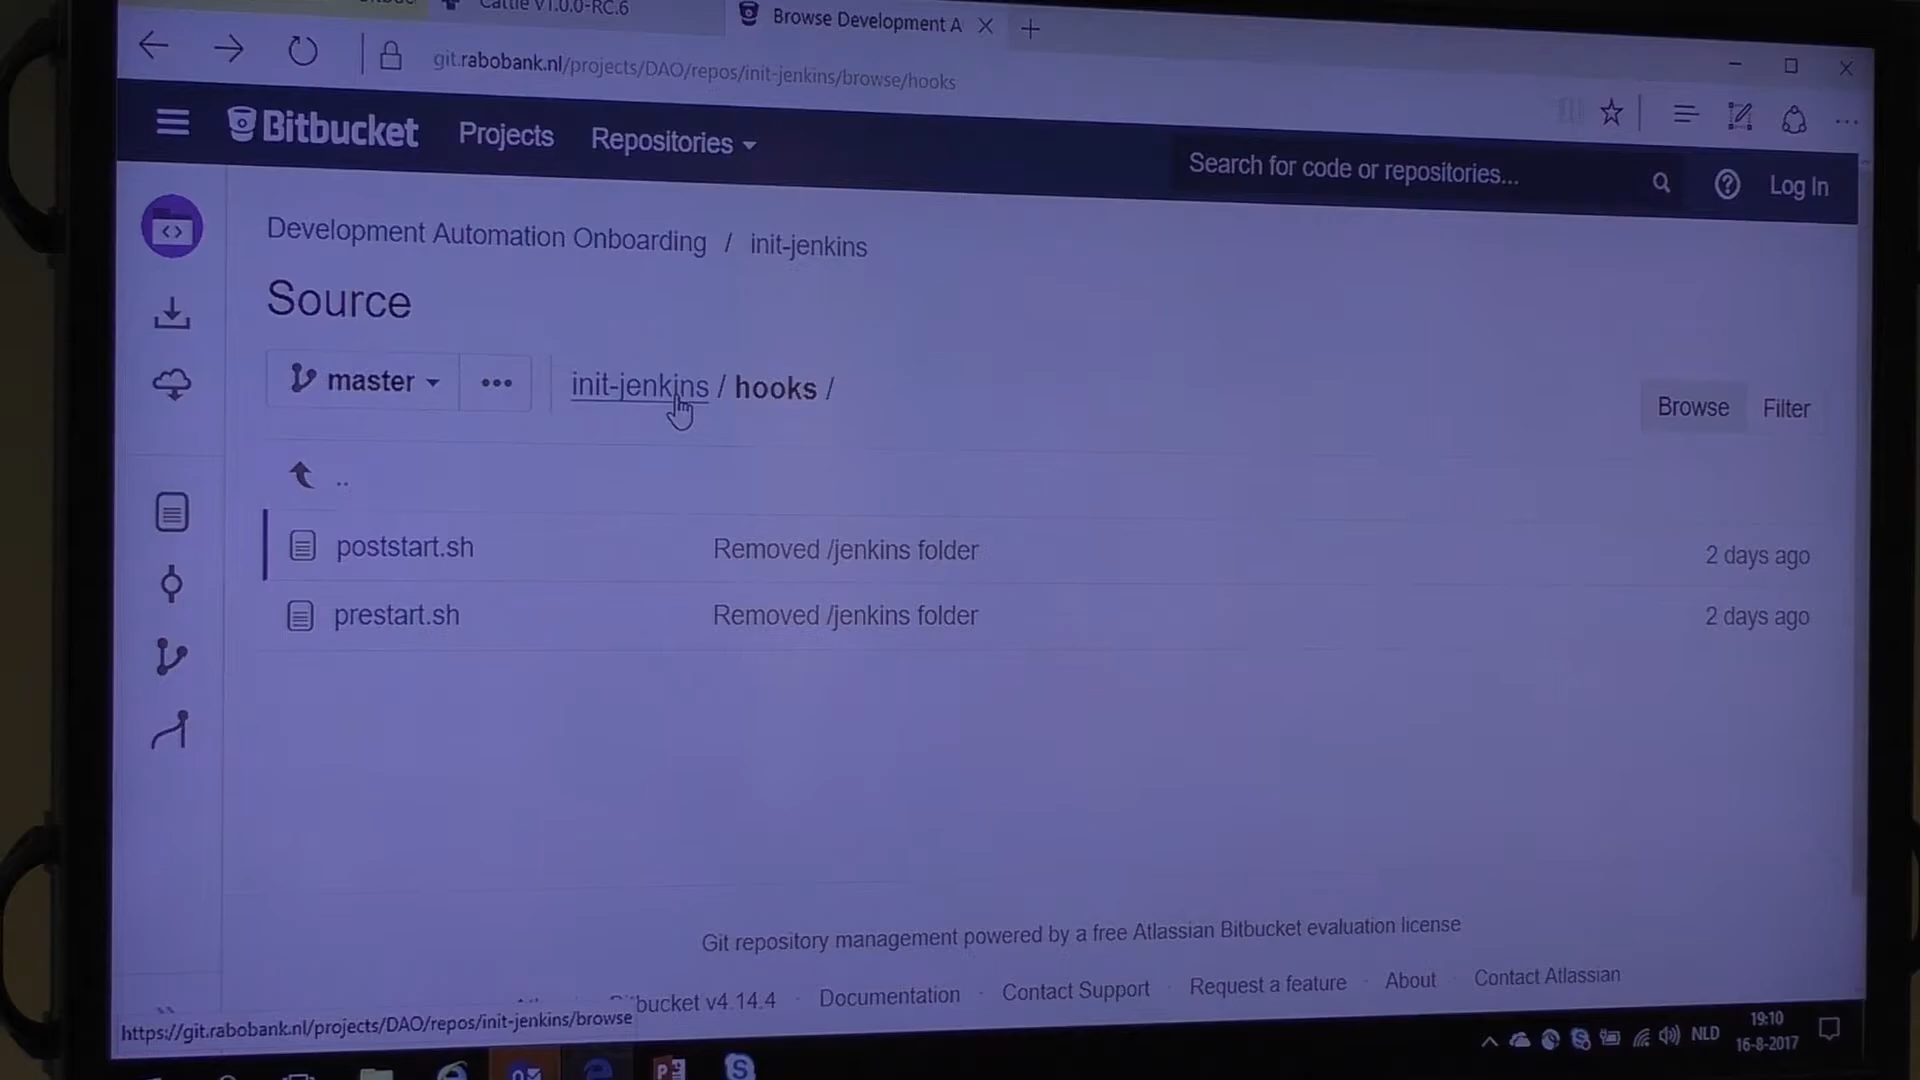 Cattle v1.0.0-RC.6
Browse Development A
git.rabobank.nl/projects/DAO/repos/init-jenkins/browse/hooks
Bitbucket Projects Repositories
Search for code or repositories...
Log In
Development Automation Onboarding / init-jenkins
Source
master
init-jenkins / hooks /
Browse Filter
..
poststart.sh Removed /jenkins folder 2 days ago
prestart.sh Removed /jenkins folder 2 days ago
Git repository management powered by a free Atlassian Bitbucket evaluation license
bucket v4.14.4 · Documentation · Contact Support · Request a feature · About · Contact Atlassian
https://git.rabobank.nl/projects/DAO/repos/init-jenkins/browse
NLD
19:10
16-8-2017